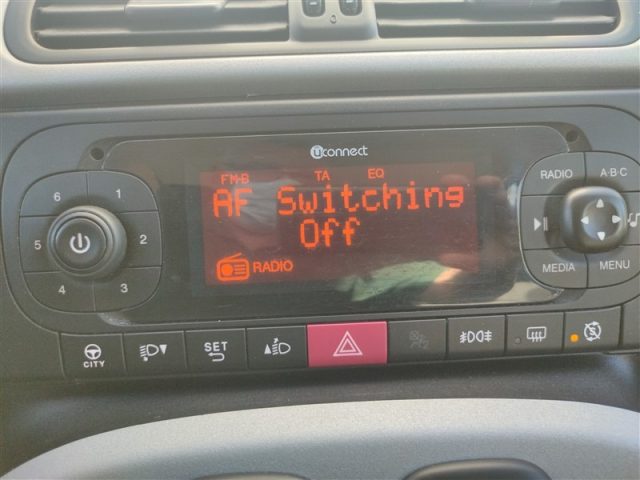 uconnect
FM-B TA EQ
AF Switching
Off
RADIO
6 1
5 2
4 3
RADIO A·B·C
MEDIA MENU
CITY
SET